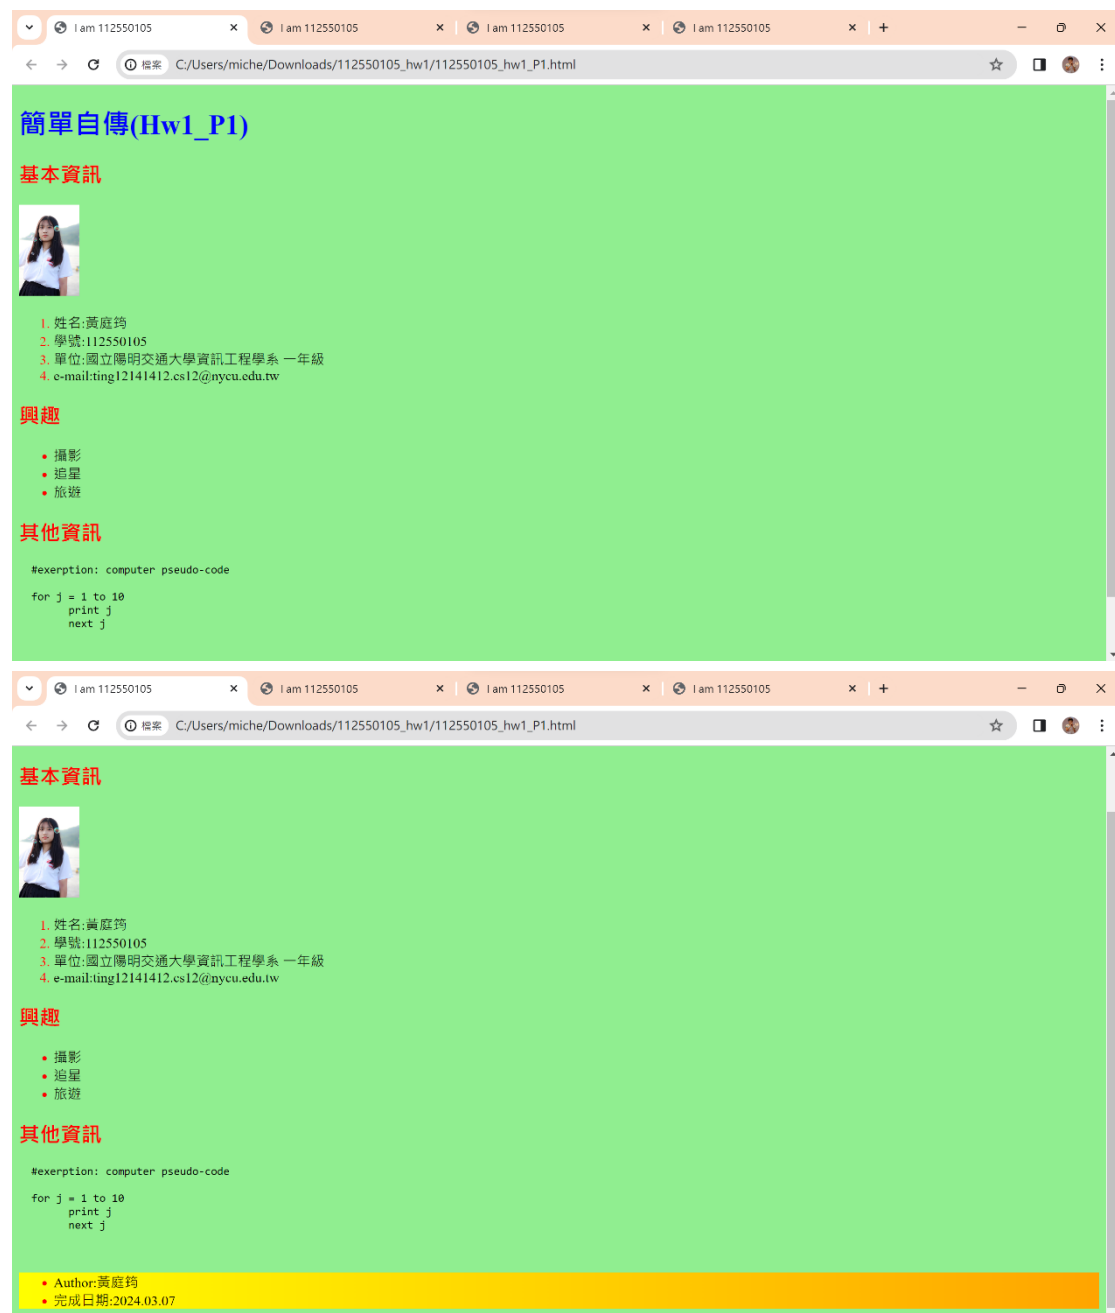 I am 112550105
I am 112550105
I am 112550105
I am 112550105
檔案 C:/Users/miche/Downloads/112550105_hw1/112550105_hw1_P1.html
簡單自傳(Hw1_P1)
基本資訊
1. 姓名:黃庭筠
2. 學號:112550105
3. 單位:國立陽明交通大學資訊工程學系 一年級
4. e-mail:ting12141412.cs12@nycu.edu.tw
興趣
• 攝影
• 追星
• 旅遊
其他資訊
#exerption: computer pseudo-code
for j = 1 to 10
print j
next j
I am 112550105
I am 112550105
I am 112550105
I am 112550105
檔案 C:/Users/miche/Downloads/112550105_hw1/112550105_hw1_P1.html
基本資訊
1. 姓名:黃庭筠
2. 學號:112550105
3. 單位:國立陽明交通大學資訊工程學系 一年級
4. e-mail:ting12141412.cs12@nycu.edu.tw
興趣
• 攝影
• 追星
• 旅遊
其他資訊
#exerption: computer pseudo-code
for j = 1 to 10
print j
next j
• Author:黃庭筠
• 完成日期:2024.03.07